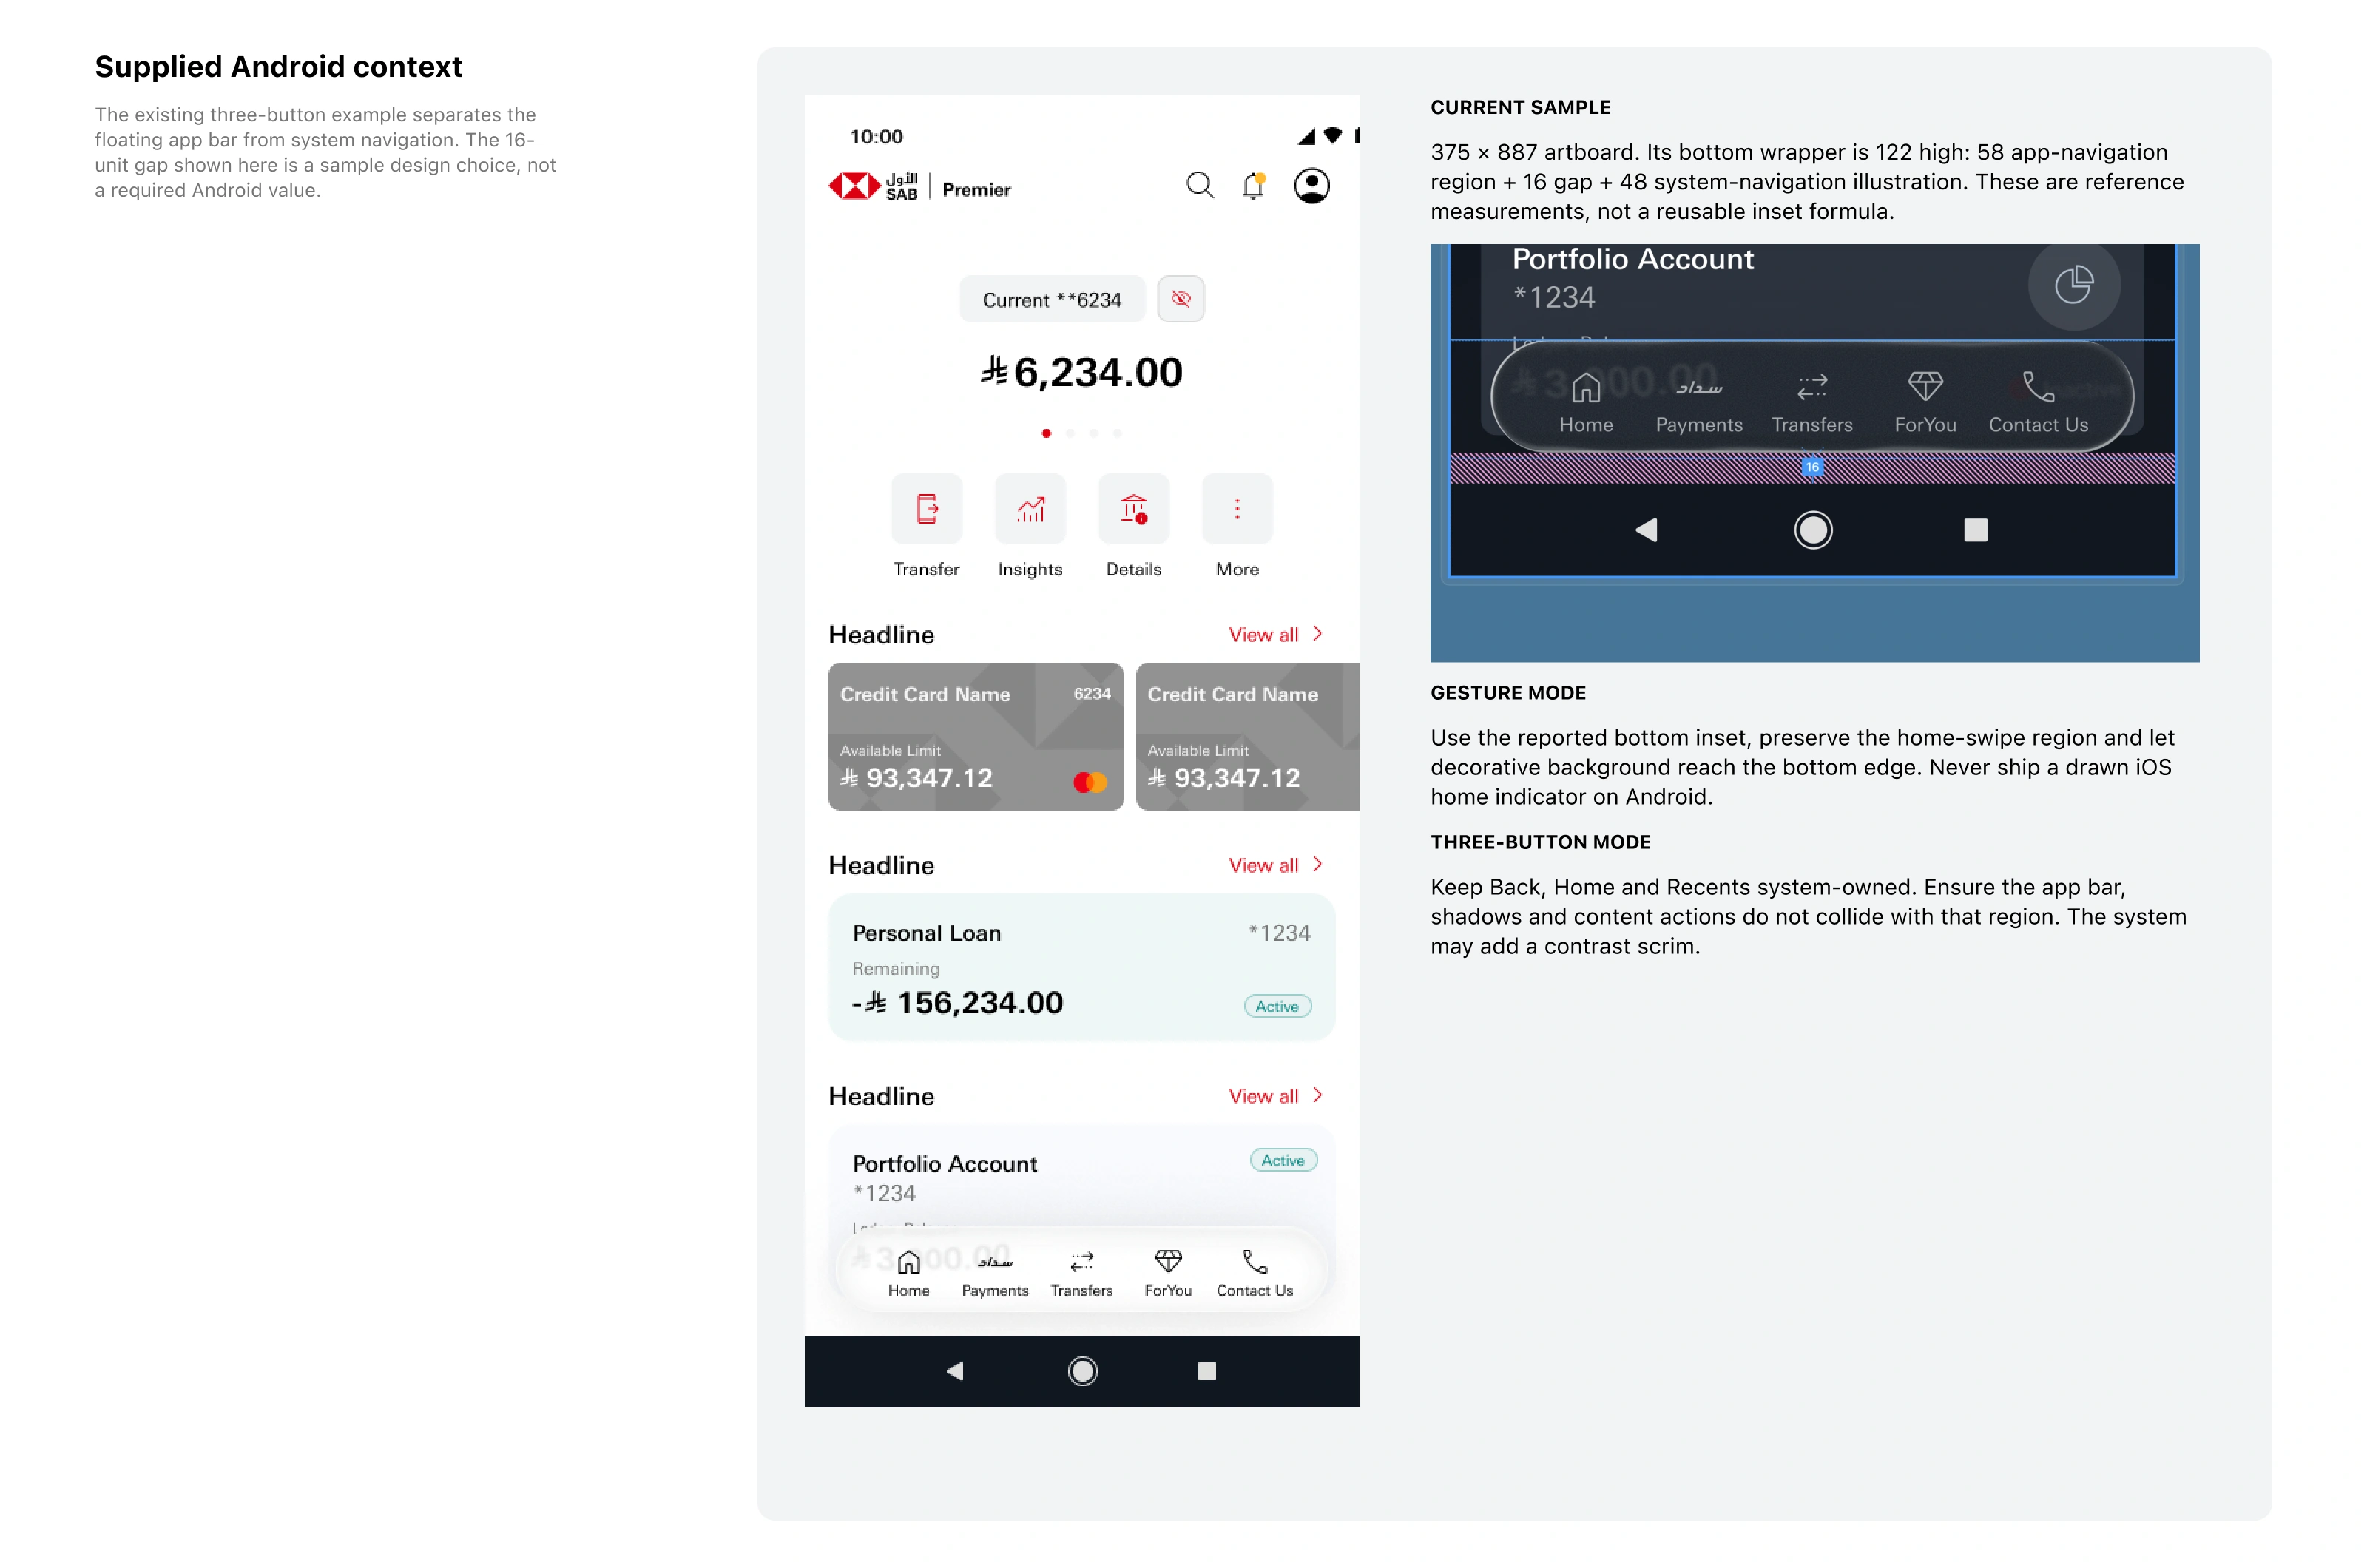 Supplied Android context
The existing three-button example separates the
floating app bar from system navigation. The 16-
unit gap shown here is a sample design choice, not
a required Android value.
10:00
الأول
SAB
Premier
Current **6234
6,234.00
Transfer Insights Details More
Headline View all
Credit Card Name 6234
Available Limit
93,347.12
Credit Card Name
Available Limit
93,347.12
Headline View all
Personal Loan *1234
Remaining
- 156,234.00
Active
Headline View all
Portfolio Account Active
*1234
3,000.00
سداد
Home Payments Transfers ForYou Contact Us
CURRENT SAMPLE
375 × 887 artboard. Its bottom wrapper is 122 high: 58 app-navigation
region + 16 gap + 48 system-navigation illustration. These are reference
measurements, not a reusable inset formula.
Portfolio Account
*1234
3,000.00 Inactive
سداد
Home Payments Transfers ForYou Contact Us
16
GESTURE MODE
Use the reported bottom inset, preserve the home-swipe region and let
decorative background reach the bottom edge. Never ship a drawn iOS
home indicator on Android.
THREE-BUTTON MODE
Keep Back, Home and Recents system-owned. Ensure the app bar,
shadows and content actions do not collide with that region. The system
may add a contrast scrim.